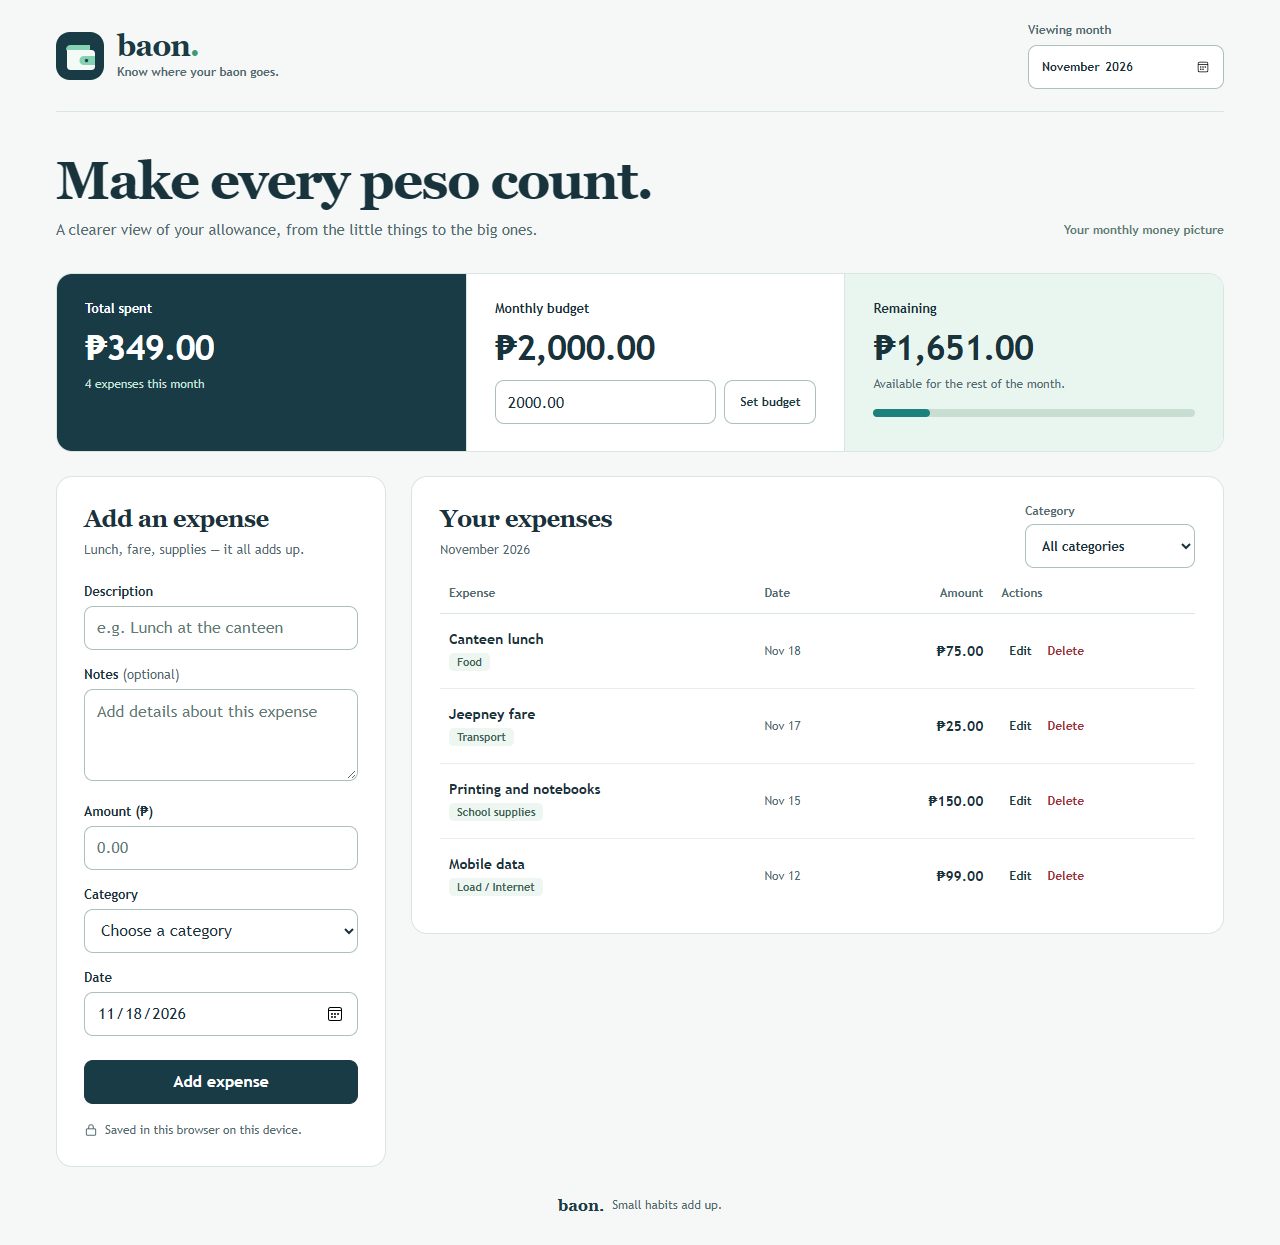 baon.
Know where your baon goes.
Viewing month
November 2026
Make every peso count.
A clearer view of your allowance, from the little things to the big ones.
Your monthly money picture
Total spent
₱349.00
4 expenses this month
Monthly budget
₱2,000.00
2000.00
Set budget
Remaining
₱1,651.00
Available for the rest of the month.
Add an expense
Lunch, fare, supplies — it all adds up.
Description
e.g. Lunch at the canteen
Notes (optional)
Add details about this expense
Amount (₱)
0.00
Category
Choose a category
Date
11/18/2026
Add expense
Saved in this browser on this device.
Your expenses
November 2026
Category
All categories
Expense Date Amount Actions
Canteen lunch
Food
Nov 18 ₱75.00 Edit Delete
Jeepney fare
Transport
Nov 17 ₱25.00 Edit Delete
Printing and notebooks
School supplies
Nov 15 ₱150.00 Edit Delete
Mobile data
Load / Internet
Nov 12 ₱99.00 Edit Delete
baon. Small habits add up.